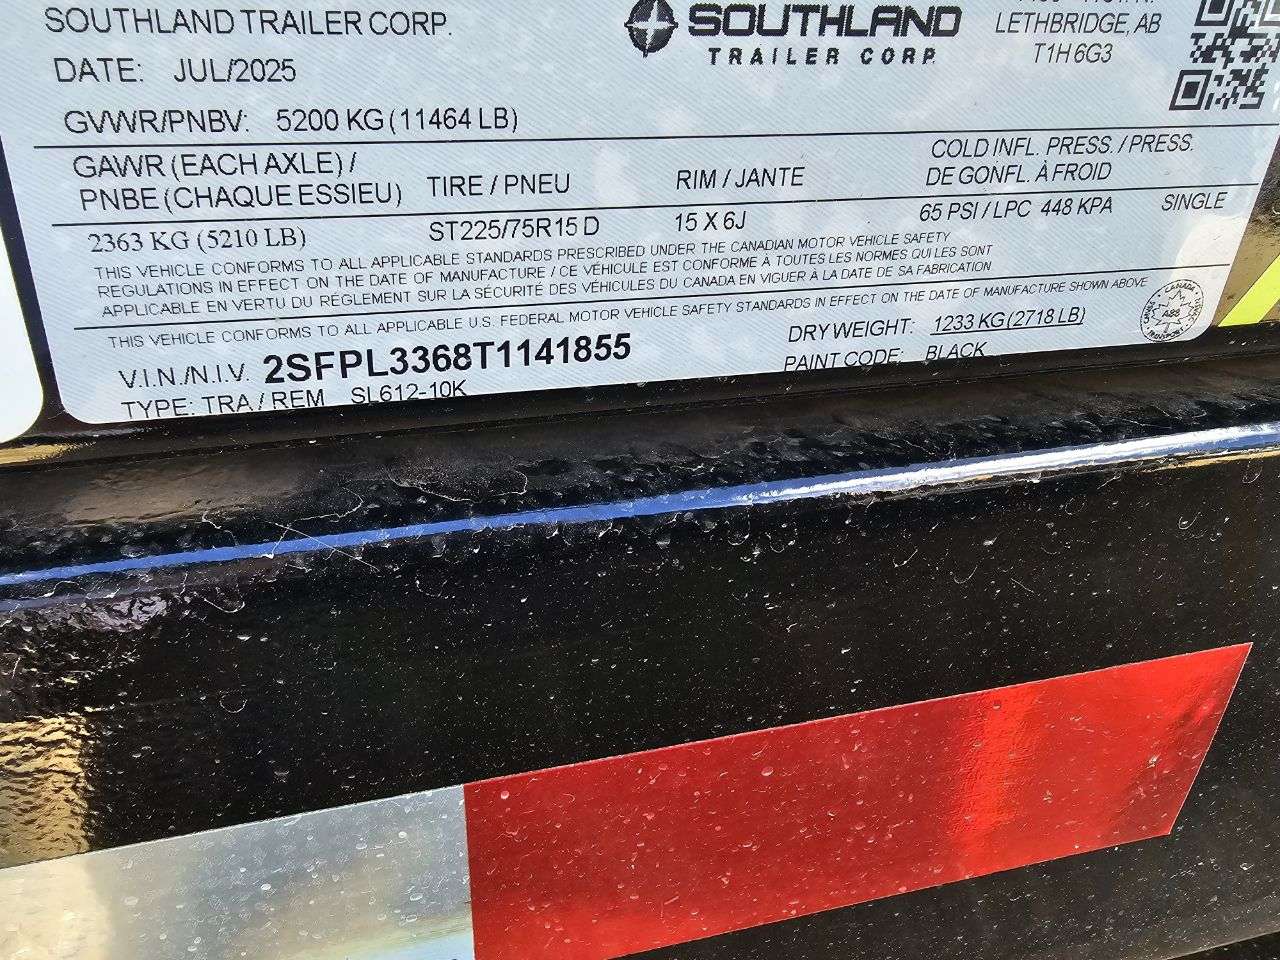 SOUTHLAND TRAILER CORP.
SOUTHLAND
TRAILER CORP.
LETHBRIDGE, AB
T1H 6G3
DATE: JUL/2025
GVWR/PNBV: 5200 KG (11464 LB)
GAWR (EACH AXLE) /
PNBE (CHAQUE ESSIEU)
TIRE / PNEU
RIM / JANTE
COLD INFL. PRESS. / PRESS.
DE GONFL. À FROID
2363 KG (5210 LB) ST225/75R15 D 15 X 6J 65 PSI / LPC 448 KPA SINGLE
THIS VEHICLE CONFORMS TO ALL APPLICABLE STANDARDS PRESCRIBED UNDER THE CANADIAN MOTOR VEHICLE SAFETY
REGULATIONS IN EFFECT ON THE DATE OF MANUFACTURE / CE VÉHICULE EST CONFORME À TOUTES LES NORMES QUI LES SONT
APPLICABLE EN VERTU DU RÉGLEMENT SUR LA SÉCURITÉ DES VÉHICULES DU CANADA EN VIGUER À LA DATE DE SA FABRICATION
THIS VEHICLE CONFORMS TO ALL APPLICABLE U.S. FEDERAL MOTOR VEHICLE SAFETY STANDARDS IN EFFECT ON THE DATE OF MANUFACTURE SHOWN ABOVE
V.I.N./N.I.V. 2SFPL3368T1141855
DRY WEIGHT: 1233 KG (2718 LB)
TYPE: TRA / REM SL612-10K
PAINT CODE: BLACK
CANADA
TRANSPORT